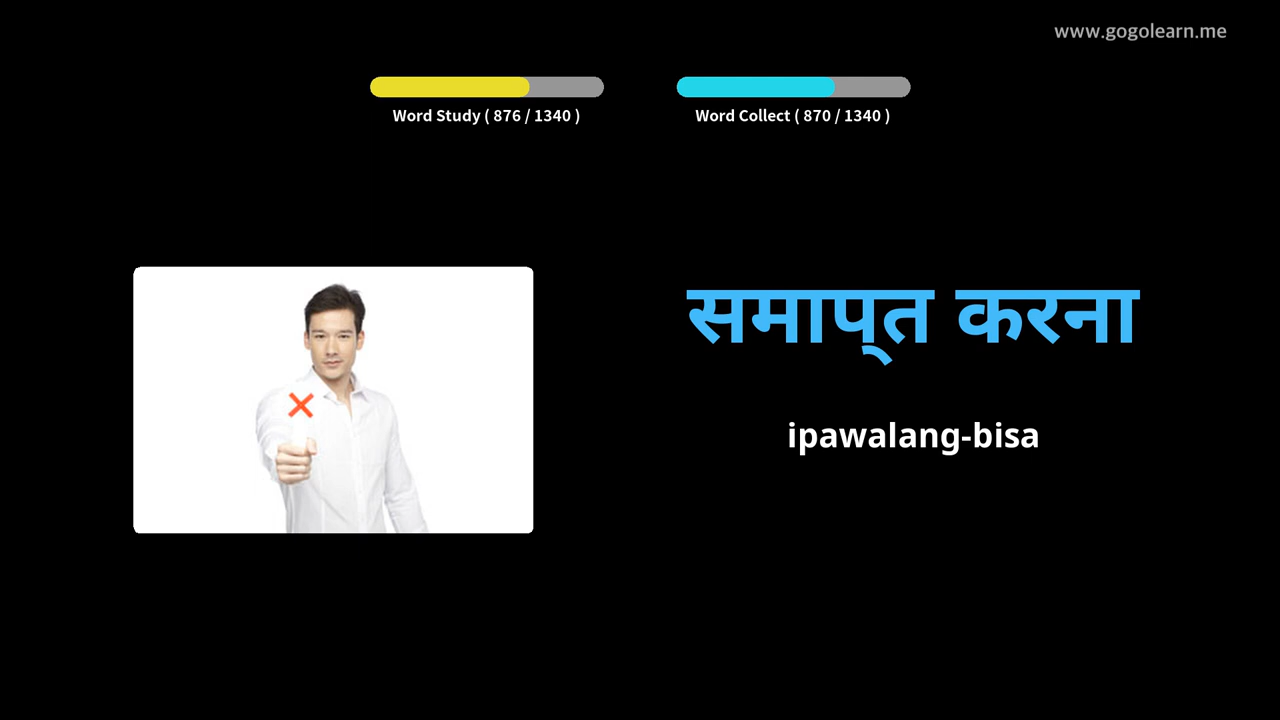 www.gogolearn.me
Word Study ( 876 / 1340 )
Word Collect ( 870 / 1340 )
समाप्त करना
ipawalang-bisa